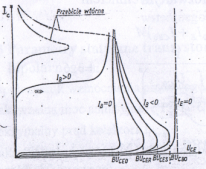 I_C
Przebicie wtórne
I_B>0
I_B=0
I_B<0
I_E=0
U_CE
BU_CEO BU_CER BU_CES BU_CBO